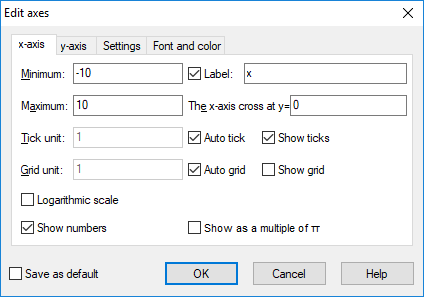 Edit axes
x-axis y-axis Settings Font and color
Minimum: -10 Label: x
Maximum: 10 The x-axis cross at y= 0
Tick unit: 1 Auto tick Show ticks
Grid unit: 1 Auto grid Show grid
Logarithmic scale
Show numbers Show as a multiple of π
Save as default OK Cancel Help